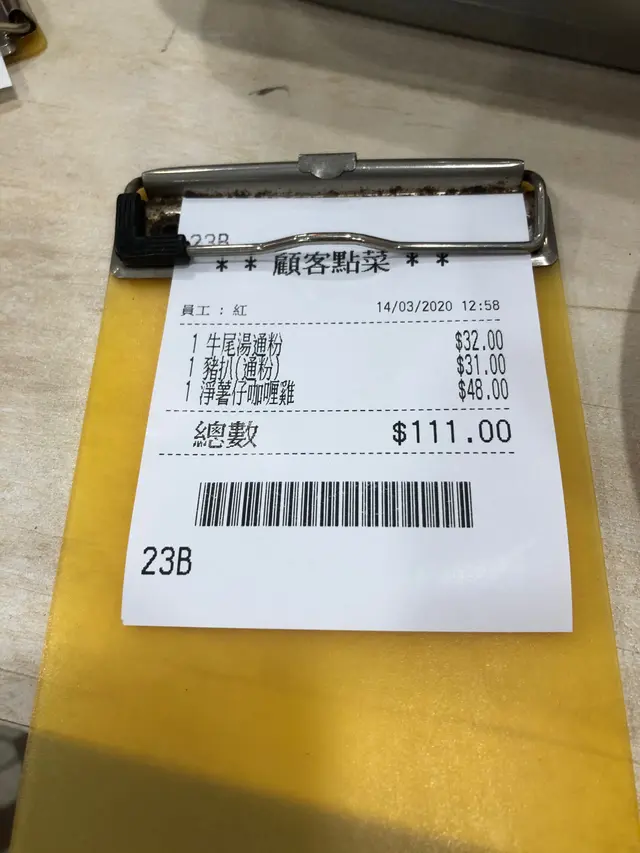 23B
* * 顧客點菜 * *
員工 : 紅 14/03/2020 12:58
1 牛尾湯通粉 $32.00
1 豬扒(通粉) $31.00
1 淨薯仔咖喱雞 $48.00
總數 $111.00
23B